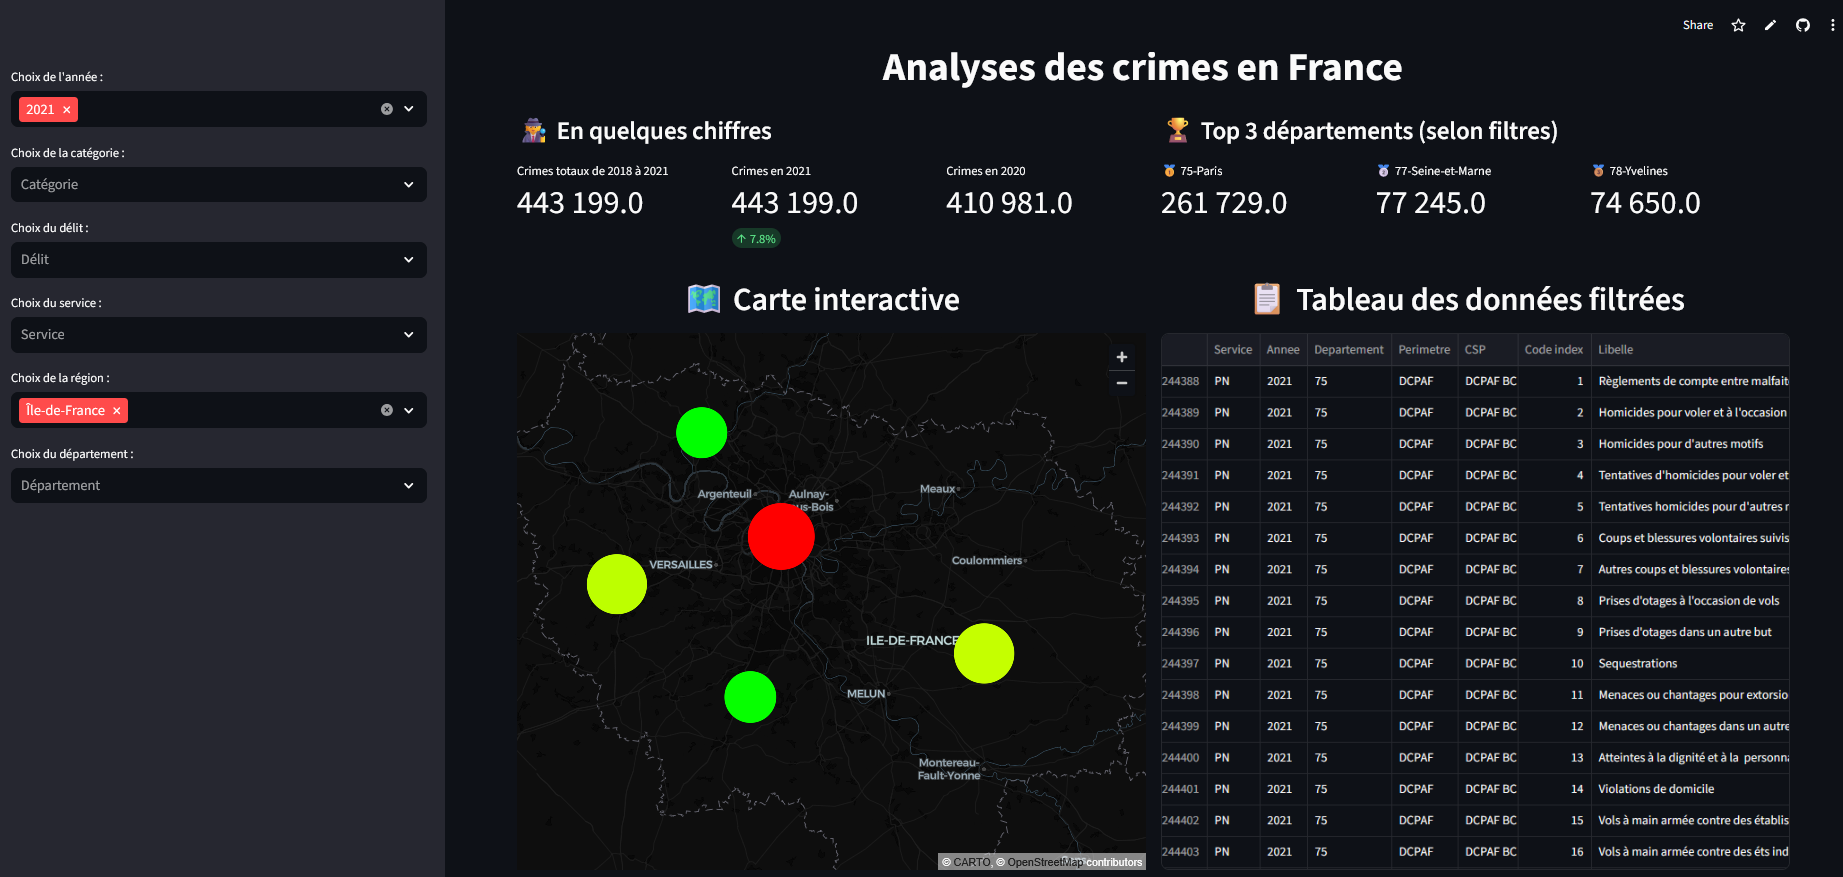 Share
Choix de l'année :
2021
Choix de la catégorie :
Catégorie
Choix du délit :
Délit
Choix du service :
Service
Choix de la région :
Île-de-France
Choix du département :
Département
Analyses des crimes en France
En quelques chiffres
Crimes totaux de 2018 à 2021
443 199.0
Crimes en 2021
443 199.0
↑ 7.8%
Crimes en 2020
410 981.0
Top 3 départements (selon filtres)
75-Paris
261 729.0
77-Seine-et-Marne
77 245.0
78-Yvelines
74 650.0
Carte interactive
+
−
Argenteuil
Aulnay-
us-Bois
Meaux
VERSAILLES
Coulommiers
ILE-DE-FRANCE
MELUN
Montereau-
Fault-Yonne
© CARTO, © OpenStreetMap contributors
Tableau des données filtrées
Service Annee Departement Perimetre CSP Code index Libelle
244388 PN 2021 75 DCPAF DCPAF BC 1 Règlements de compte entre malfait
244389 PN 2021 75 DCPAF DCPAF BC 2 Homicides pour voler et à l'occasion
244390 PN 2021 75 DCPAF DCPAF BC 3 Homicides pour d'autres motifs
244391 PN 2021 75 DCPAF DCPAF BC 4 Tentatives d'homicides pour voler et
244392 PN 2021 75 DCPAF DCPAF BC 5 Tentatives homicides pour d'autres r
244393 PN 2021 75 DCPAF DCPAF BC 6 Coups et blessures volontaires suivis
244394 PN 2021 75 DCPAF DCPAF BC 7 Autres coups et blessures volontaires
244395 PN 2021 75 DCPAF DCPAF BC 8 Prises d'otages à l'occasion de vols
244396 PN 2021 75 DCPAF DCPAF BC 9 Prises d'otages dans un autre but
244397 PN 2021 75 DCPAF DCPAF BC 10 Sequestrations
244398 PN 2021 75 DCPAF DCPAF BC 11 Menaces ou chantages pour extorsio
244399 PN 2021 75 DCPAF DCPAF BC 12 Menaces ou chantages dans un autre
244400 PN 2021 75 DCPAF DCPAF BC 13 Atteintes à la dignité et à la personna
244401 PN 2021 75 DCPAF DCPAF BC 14 Violations de domicile
244402 PN 2021 75 DCPAF DCPAF BC 15 Vols à main armée contre des établis
244403 PN 2021 75 DCPAF DCPAF BC 16 Vols à main armée contre des éts ind